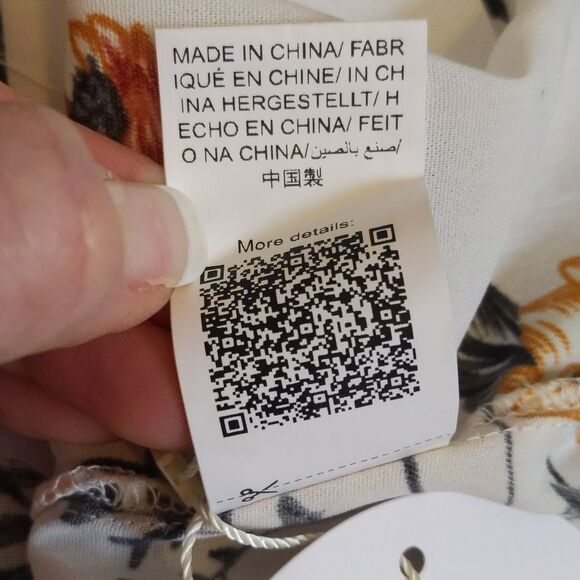 MADE IN CHINA/ FABR
IQUÉ EN CHINE/ IN CH
INA HERGESTELLT/ H
ECHO EN CHINA/ FEIT
O NA CHINA/صنع بالصين/
中国製
More details: